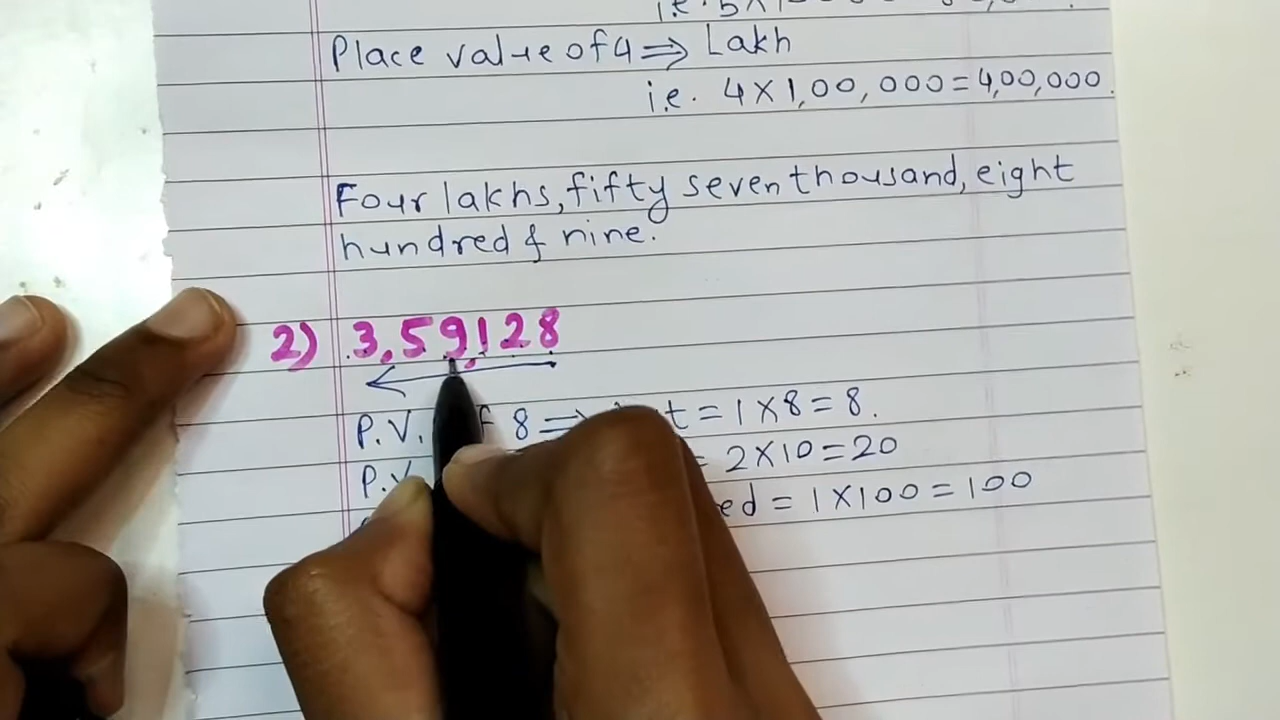 Place value of 4 ⇒ Lakh
i.e. 4 X 1,00,000 = 4,00,000.
Four lakhs, fifty seven thousand, eight
hundred & nine.
2) 3,59,128
P.V. 8 ⇒ = 1 X 8 = 8.
P.V. = 2 X 10 = 20
= 1 X 100 = 100